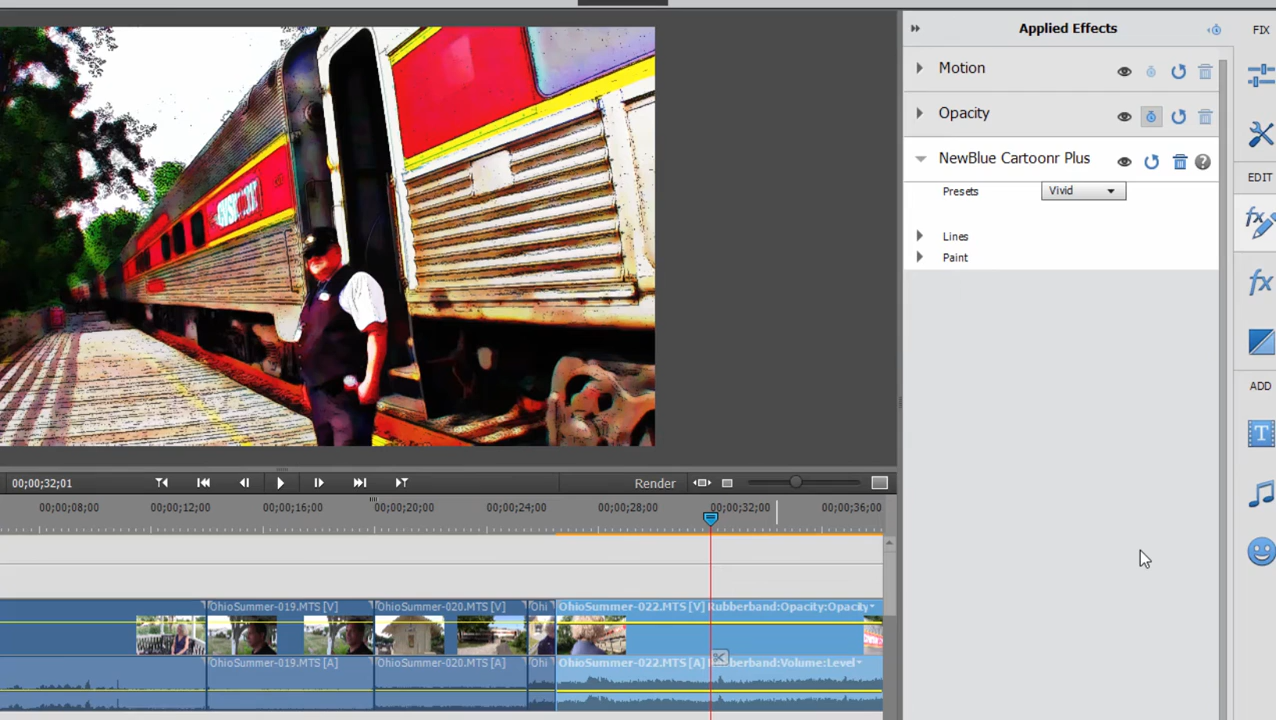 Applied Effects
FIX
Motion
Opacity
NewBlue Cartoonr Plus
EDIT
Presets
Vivid
Lines
Paint
ADD
T
00;00;32;01
Render
00;00;08;00
00;00;12;00
00;00;16;00
00;00;20;00
00;00;24;00
00;00;28;00
00;00;32;00
00;00;36;00
OhioSummer-019.MTS [V]
OhioSummer-020.MTS [V]
Ohi
OhioSummer-022.MTS [V] Rubberband:Opacity:Opacity
OhioSummer-019.MTS [A]
OhioSummer-020.MTS [A]
Ohi
OhioSummer-022.MTS [A] Rubberband:Volume:Level